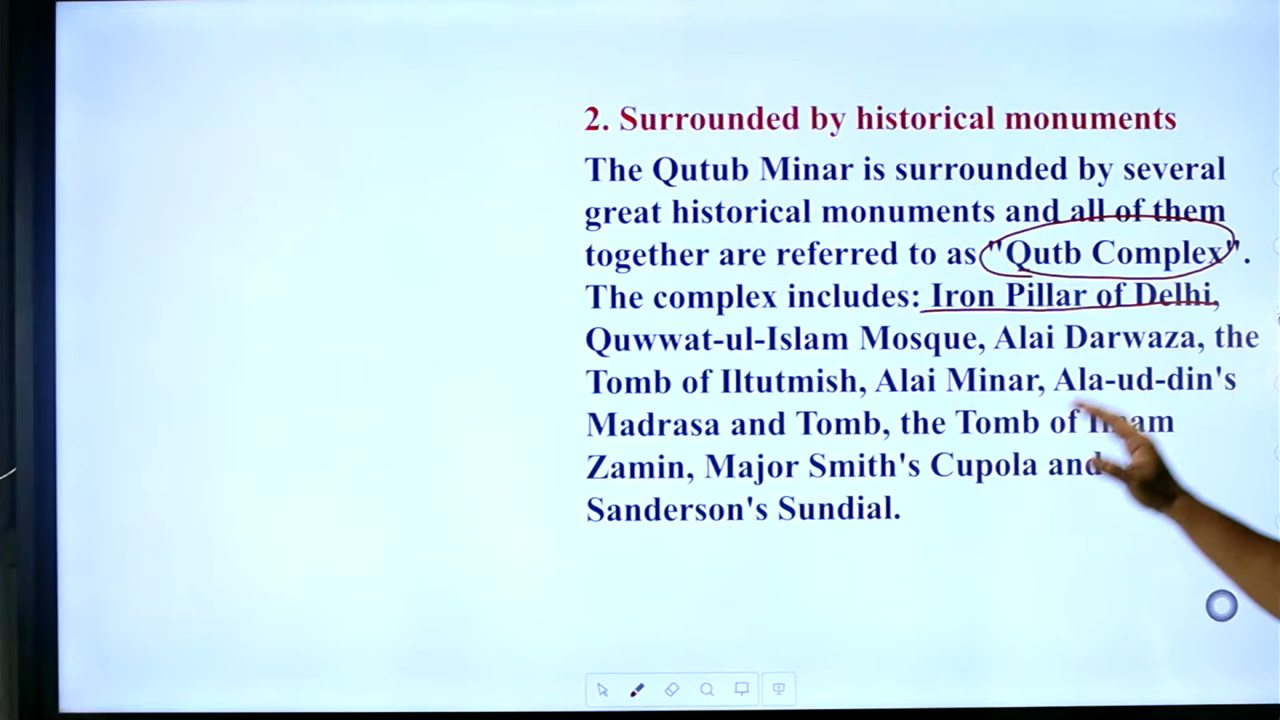 2. Surrounded by historical monuments
The Qutub Minar is surrounded by several
great historical monuments and all of them
together are referred to as "Qutb Complex".
The complex includes: Iron Pillar of Delhi,
Quwwat-ul-Islam Mosque, Alai Darwaza, the
Tomb of Iltutmish, Alai Minar, Ala-ud-din's
Madrasa and Tomb, the Tomb of Imam
Zamin, Major Smith's Cupola and
Sanderson's Sundial.